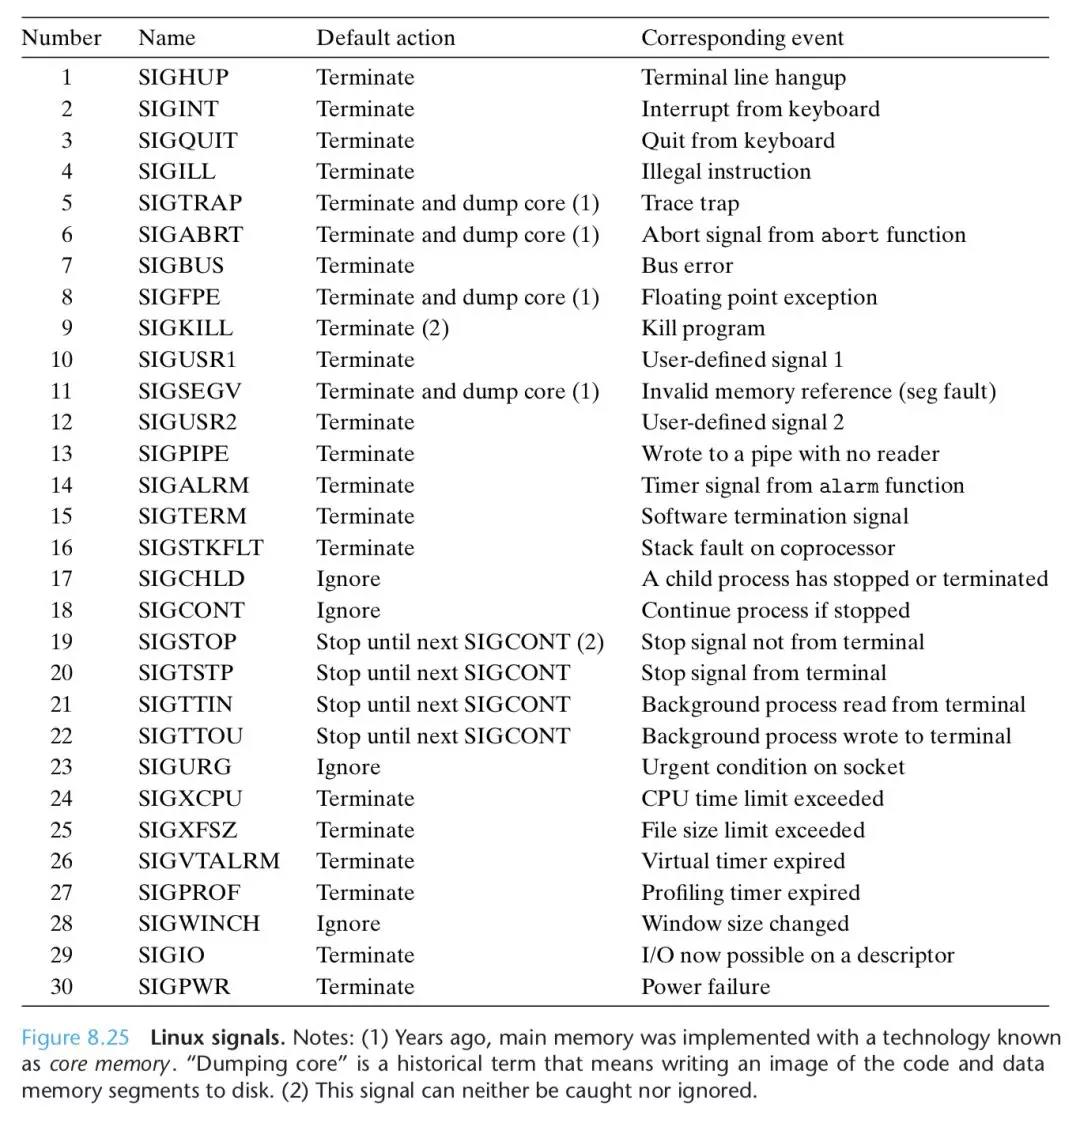 Number Name Default action Corresponding event
1 SIGHUP Terminate Terminal line hangup
2 SIGINT Terminate Interrupt from keyboard
3 SIGQUIT Terminate Quit from keyboard
4 SIGILL Terminate Illegal instruction
5 SIGTRAP Terminate and dump core (1) Trace trap
6 SIGABRT Terminate and dump core (1) Abort signal from abort function
7 SIGBUS Terminate Bus error
8 SIGFPE Terminate and dump core (1) Floating point exception
9 SIGKILL Terminate (2) Kill program
10 SIGUSR1 Terminate User-defined signal 1
11 SIGSEGV Terminate and dump core (1) Invalid memory reference (seg fault)
12 SIGUSR2 Terminate User-defined signal 2
13 SIGPIPE Terminate Wrote to a pipe with no reader
14 SIGALRM Terminate Timer signal from alarm function
15 SIGTERM Terminate Software termination signal
16 SIGSTKFLT Terminate Stack fault on coprocessor
17 SIGCHLD Ignore A child process has stopped or terminated
18 SIGCONT Ignore Continue process if stopped
19 SIGSTOP Stop until next SIGCONT (2) Stop signal not from terminal
20 SIGTSTP Stop until next SIGCONT Stop signal from terminal
21 SIGTTIN Stop until next SIGCONT Background process read from terminal
22 SIGTTOU Stop until next SIGCONT Background process wrote to terminal
23 SIGURG Ignore Urgent condition on socket
24 SIGXCPU Terminate CPU time limit exceeded
25 SIGXFSZ Terminate File size limit exceeded
26 SIGVTALRM Terminate Virtual timer expired
27 SIGPROF Terminate Profiling timer expired
28 SIGWINCH Ignore Window size changed
29 SIGIO Terminate I/O now possible on a descriptor
30 SIGPWR Terminate Power failure
Figure 8.25 Linux signals. Notes: (1) Years ago, main memory was implemented with a technology known
as core memory. “Dumping core” is a historical term that means writing an image of the code and data
memory segments to disk. (2) This signal can neither be caught nor ignored.